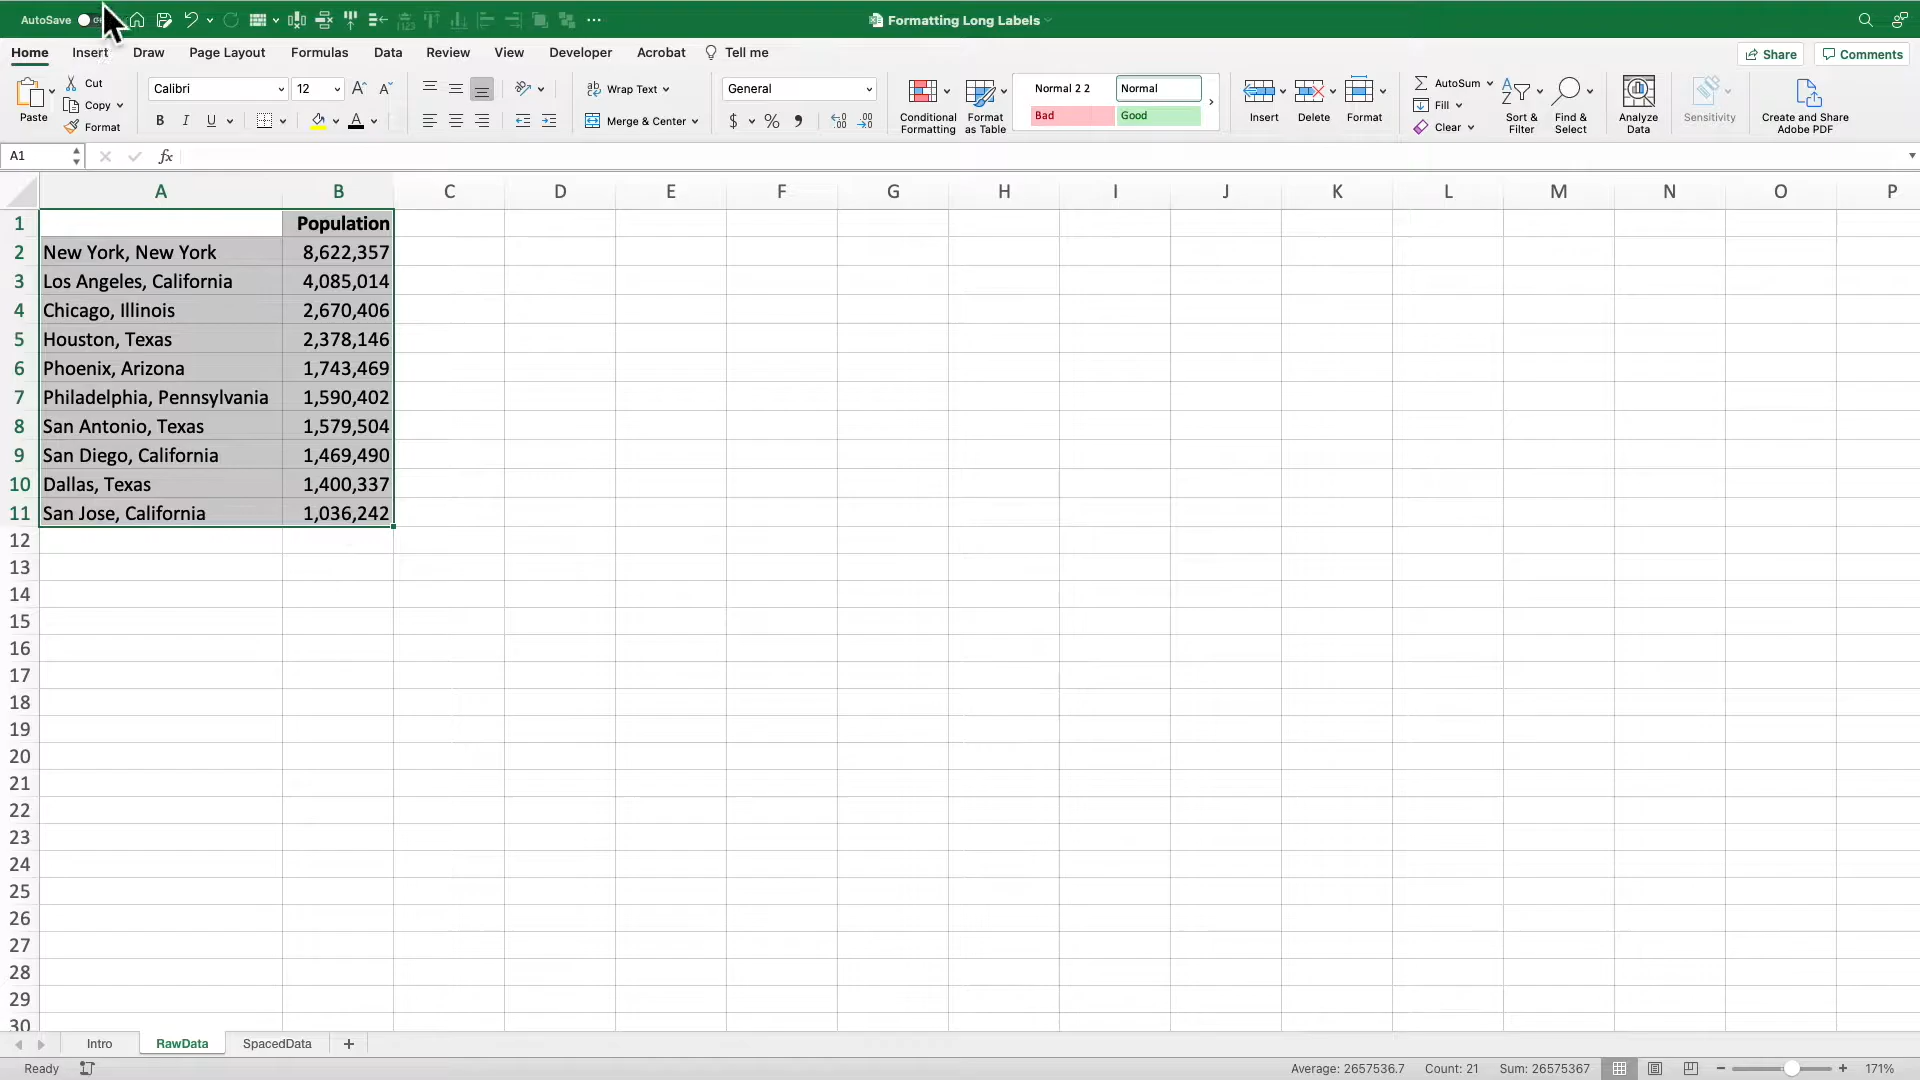 AutoSave
Formatting Long Labels
Home Insert Draw Page Layout Formulas Data Review View Developer Acrobat Tell me
Share Comments
Paste
Cut
Copy
Format
Calibri 12
B I U A
Wrap Text
Merge & Center
General
$ % ,
Conditional Formatting
Format as Table
Normal 2 2 Normal
Bad Good
Insert Delete Format
AutoSum
Fill
Clear
Sort & Filter
Find & Select
Analyze Data
Sensitivity
Create and Share Adobe PDF
A1 fx
A B C D E F G H I J K L M N O P
1 Population
2 New York, New York 8,622,357
3 Los Angeles, California 4,085,014
4 Chicago, Illinois 2,670,406
5 Houston, Texas 2,378,146
6 Phoenix, Arizona 1,743,469
7 Philadelphia, Pennsylvania 1,590,402
8 San Antonio, Texas 1,579,504
9 San Diego, California 1,469,490
10 Dallas, Texas 1,400,337
11 San Jose, California 1,036,242
12
13
14
15
16
17
18
19
20
21
22
23
24
25
26
27
28
29
30
Intro RawData SpacedData +
Ready Average: 2657536.7 Count: 21 Sum: 26575367 171%